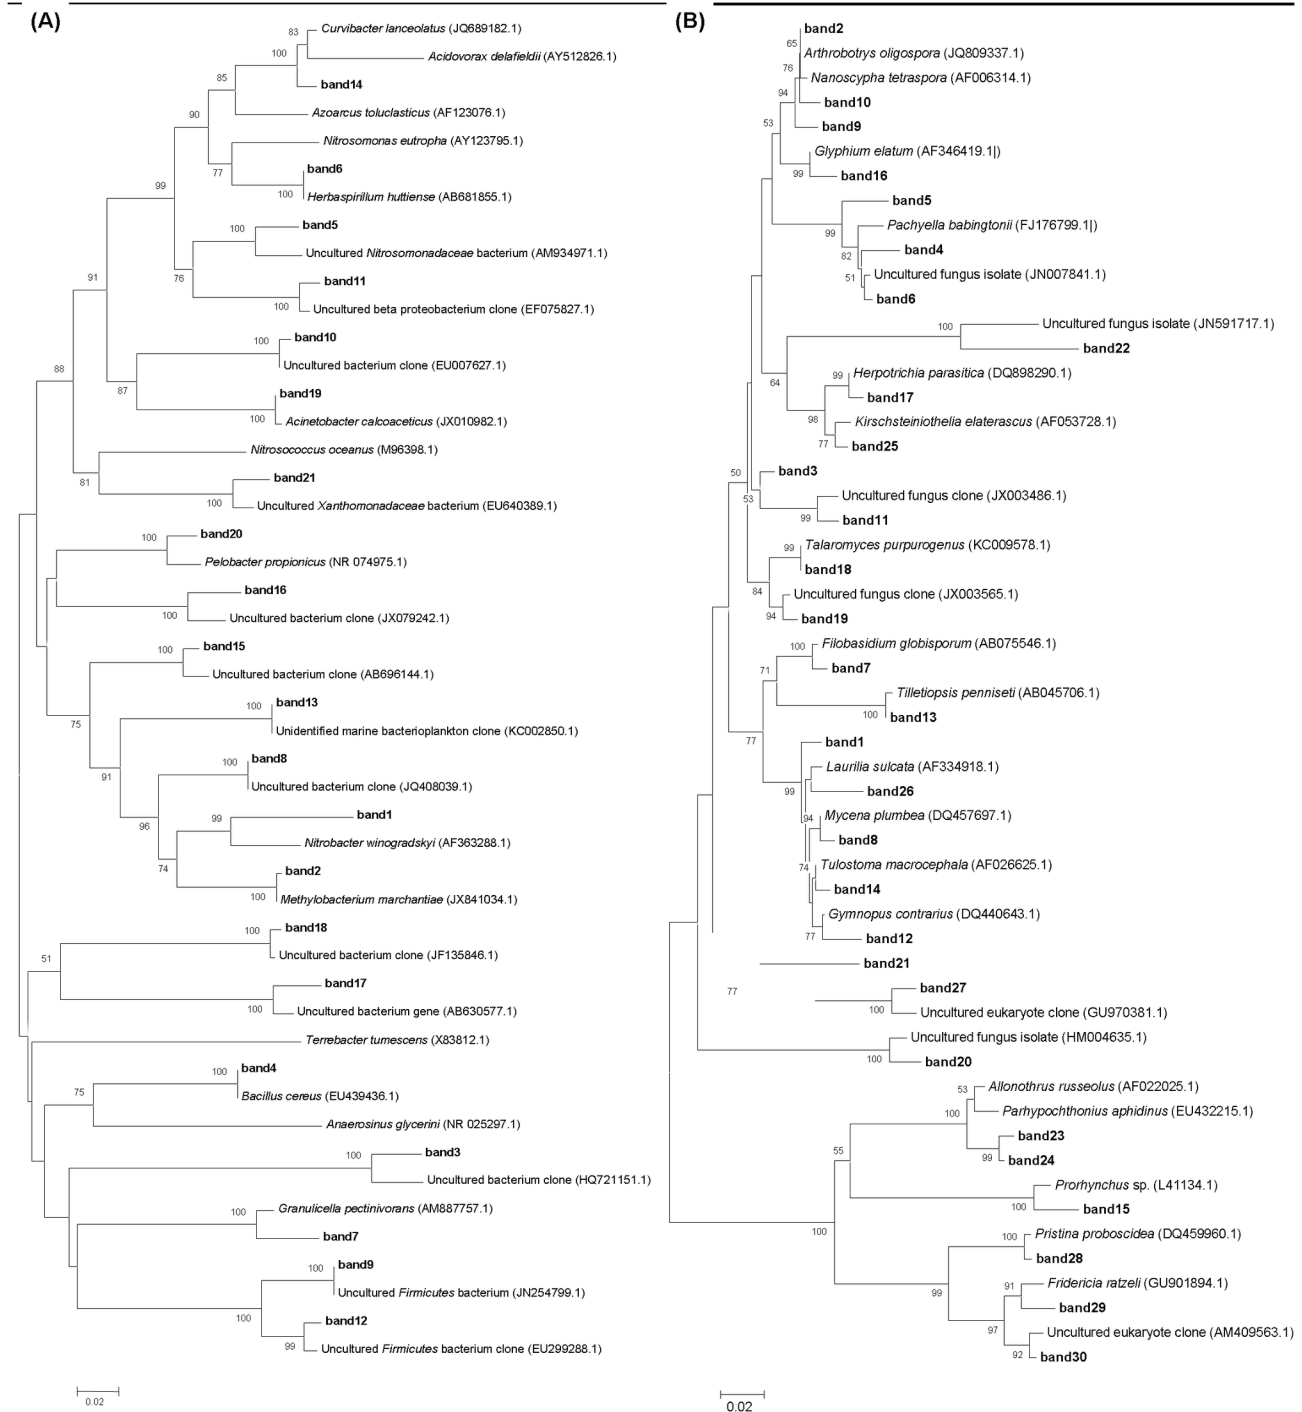 (A)
83
Curvibacter lanceolatus (JQ689182.1)
100
Acidovorax delafieldii (AY512826.1)
85
band14
90
Azoarcus toluclasticus (AF123076.1)
Nitrosomonas eutropha (AY123795.1)
77
band6
99
100
Herbaspirillum huttiense (AB681855.1)
100
band5
Uncultured Nitrosomonadaceae bacterium (AM934971.1)
91
76
band11
100
Uncultured beta proteobacterium clone (EF075827.1)
100
band10
Uncultured bacterium clone (EU007627.1)
88
87
band19
100
Acinetobacter calcoaceticus (JX010982.1)
Nitrosococcus oceanus (M96398.1)
81
band21
100
Uncultured Xanthomonadaceae bacterium (EU640389.1)
100
band20
Pelobacter propionicus (NR 074975.1)
band16
100
Uncultured bacterium clone (JX079242.1)
100
band15
Uncultured bacterium clone (AB696144.1)
75
100
band13
Unidentified marine bacterioplankton clone (KC002850.1)
91
100
band8
Uncultured bacterium clone (JQ408039.1)
96
99
band1
Nitrobacter winogradskyi (AF363288.1)
74
band2
100
Methylobacterium marchantiae (JX841034.1)
100
band18
51
Uncultured bacterium clone (JF135846.1)
band17
100
Uncultured bacterium gene (AB630577.1)
Terrebacter tumescens (X83812.1)
100
band4
75
Bacillus cereus (EU439436.1)
Anaerosinus glycerini (NR 025297.1)
100
band3
Uncultured bacterium clone (HQ721151.1)
100
Granulicella pectinivorans (AM887757.1)
band7
100
band9
Uncultured Firmicutes bacterium (JN254799.1)
100
band12
99
Uncultured Firmicutes bacterium clone (EU299288.1)
0.02
(B)
band2
65
Arthrobotrys oligospora (JQ809337.1)
76
Nanoscypha tetraspora (AF006314.1)
94
band10
53
band9
Glyphium elatum (AF346419.1|)
99
band16
band5
99
Pachyella babingtonii (FJ176799.1|)
82
band4
51
Uncultured fungus isolate (JN007841.1)
band6
100
Uncultured fungus isolate (JN591717.1)
band22
64
99
Herpotrichia parasitica (DQ898290.1)
band17
98
Kirschsteiniothelia elaterascus (AF053728.1)
77
band25
50
band3
53
Uncultured fungus clone (JX003486.1)
99
band11
99
Talaromyces purpurogenus (KC009578.1)
band18
84
Uncultured fungus clone (JX003565.1)
94
band19
100
Filobasidium globisporum (AB075546.1)
71
band7
Tilletiopsis penniseti (AB045706.1)
100
band13
77
band1
Laurilia sulcata (AF334918.1)
99
band26
94
Mycena plumbea (DQ457697.1)
band8
74
Tulostoma macrocephala (AF026625.1)
band14
Gymnopus contrarius (DQ440643.1)
77
band12
band21
77
band27
100
Uncultured eukaryote clone (GU970381.1)
Uncultured fungus isolate (HM004635.1)
100
band20
53
Allonothrus russeolus (AF022025.1)
100
Parhypochthonius aphidinus (EU432215.1)
band23
55
99
band24
Prorhynchus sp. (L41134.1)
100
band15
100
100
Pristina proboscidea (DQ459960.1)
band28
99
91
Fridericia ratzeli (GU901894.1)
band29
97
Uncultured eukaryote clone (AM409563.1)
92
band30
0.02